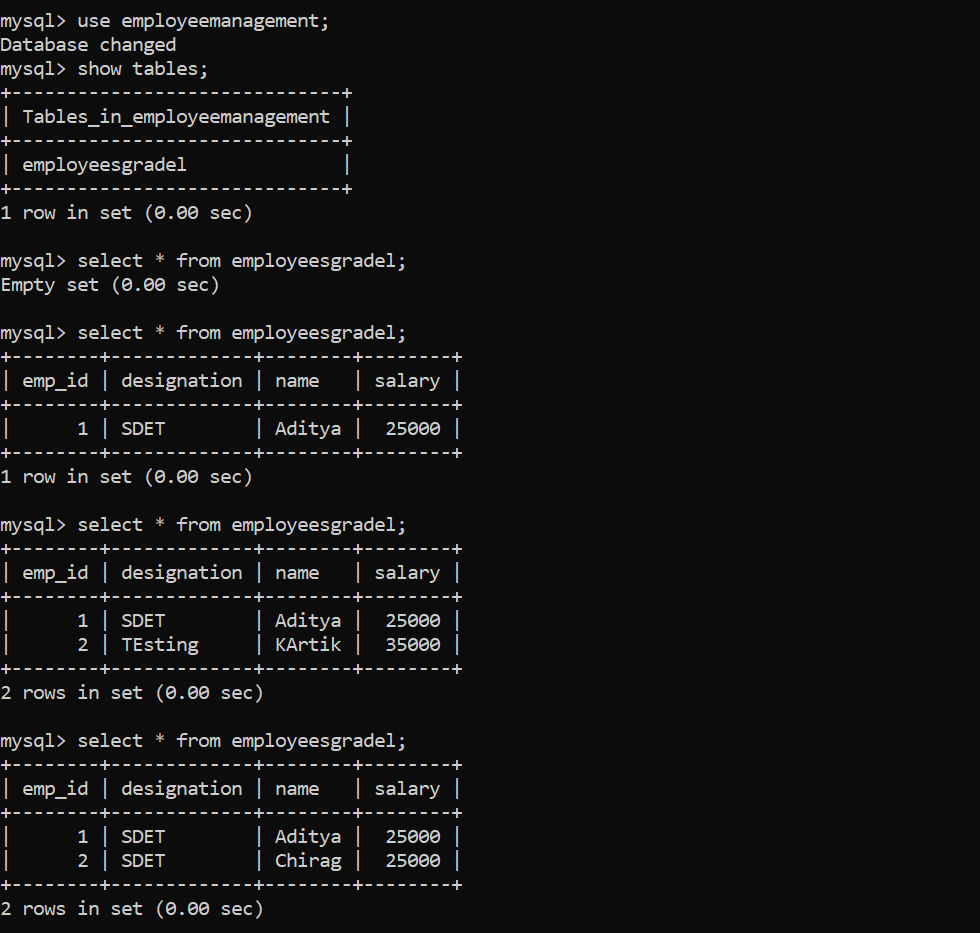 mysql> use employeemanagement;
Database changed
mysql> show tables;
+------------------------------+
| Tables_in_employeemanagement |
+------------------------------+
| employeesgradel              |
+------------------------------+
1 row in set (0.00 sec)

mysql> select * from employeesgradel;
Empty set (0.00 sec)

mysql> select * from employeesgradel;
+--------+-------------+--------+--------+
| emp_id | designation | name   | salary |
+--------+-------------+--------+--------+
|      1 | SDET        | Aditya |  25000 |
+--------+-------------+--------+--------+
1 row in set (0.00 sec)

mysql> select * from employeesgradel;
+--------+-------------+--------+--------+
| emp_id | designation | name   | salary |
+--------+-------------+--------+--------+
|      1 | SDET        | Aditya |  25000 |
|      2 | TEsting     | KArtik |  35000 |
+--------+-------------+--------+--------+
2 rows in set (0.00 sec)

mysql> select * from employeesgradel;
+--------+-------------+--------+--------+
| emp_id | designation | name   | salary |
+--------+-------------+--------+--------+
|      1 | SDET        | Aditya |  25000 |
|      2 | SDET        | Chirag |  25000 |
+--------+-------------+--------+--------+
2 rows in set (0.00 sec)